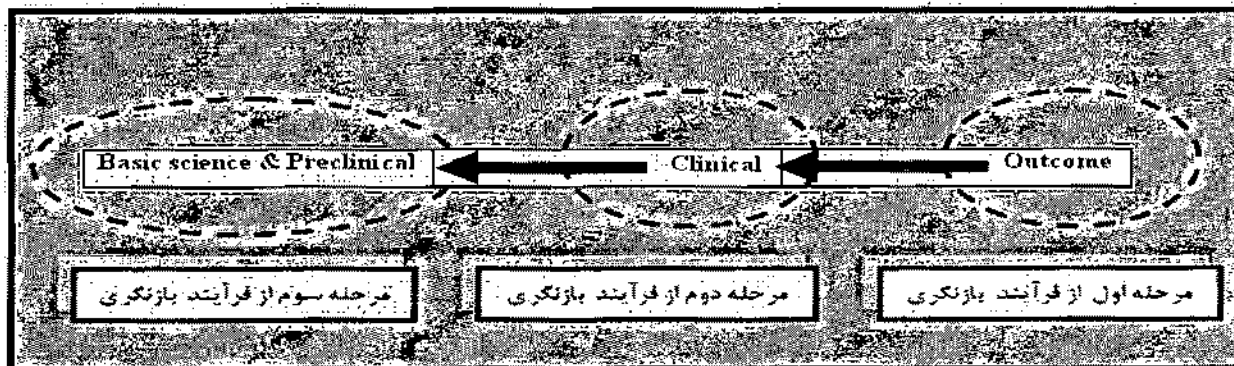 Basic science & Preclinical
Clinical
Outcome
مرحله اول از فرآیند بازنگری
مرحله دوم از فرآیند بازنگری
مرحله سوم از فرآیند بازنگری